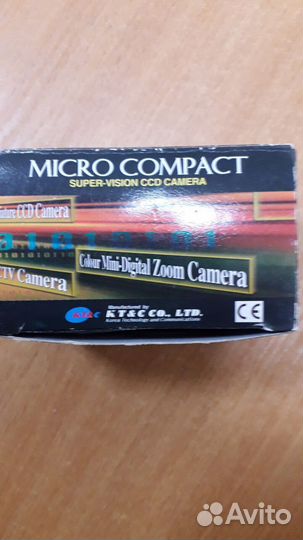 MICRO COMPACT
SUPER-VISION CCD CAMERA
CCD Camera
Colour Mini-Digital Zoom Camera
TV Camera
Manufactured by
KT&C
KT&C CO., LTD.
Korea Technology and Communications
CE
Avito